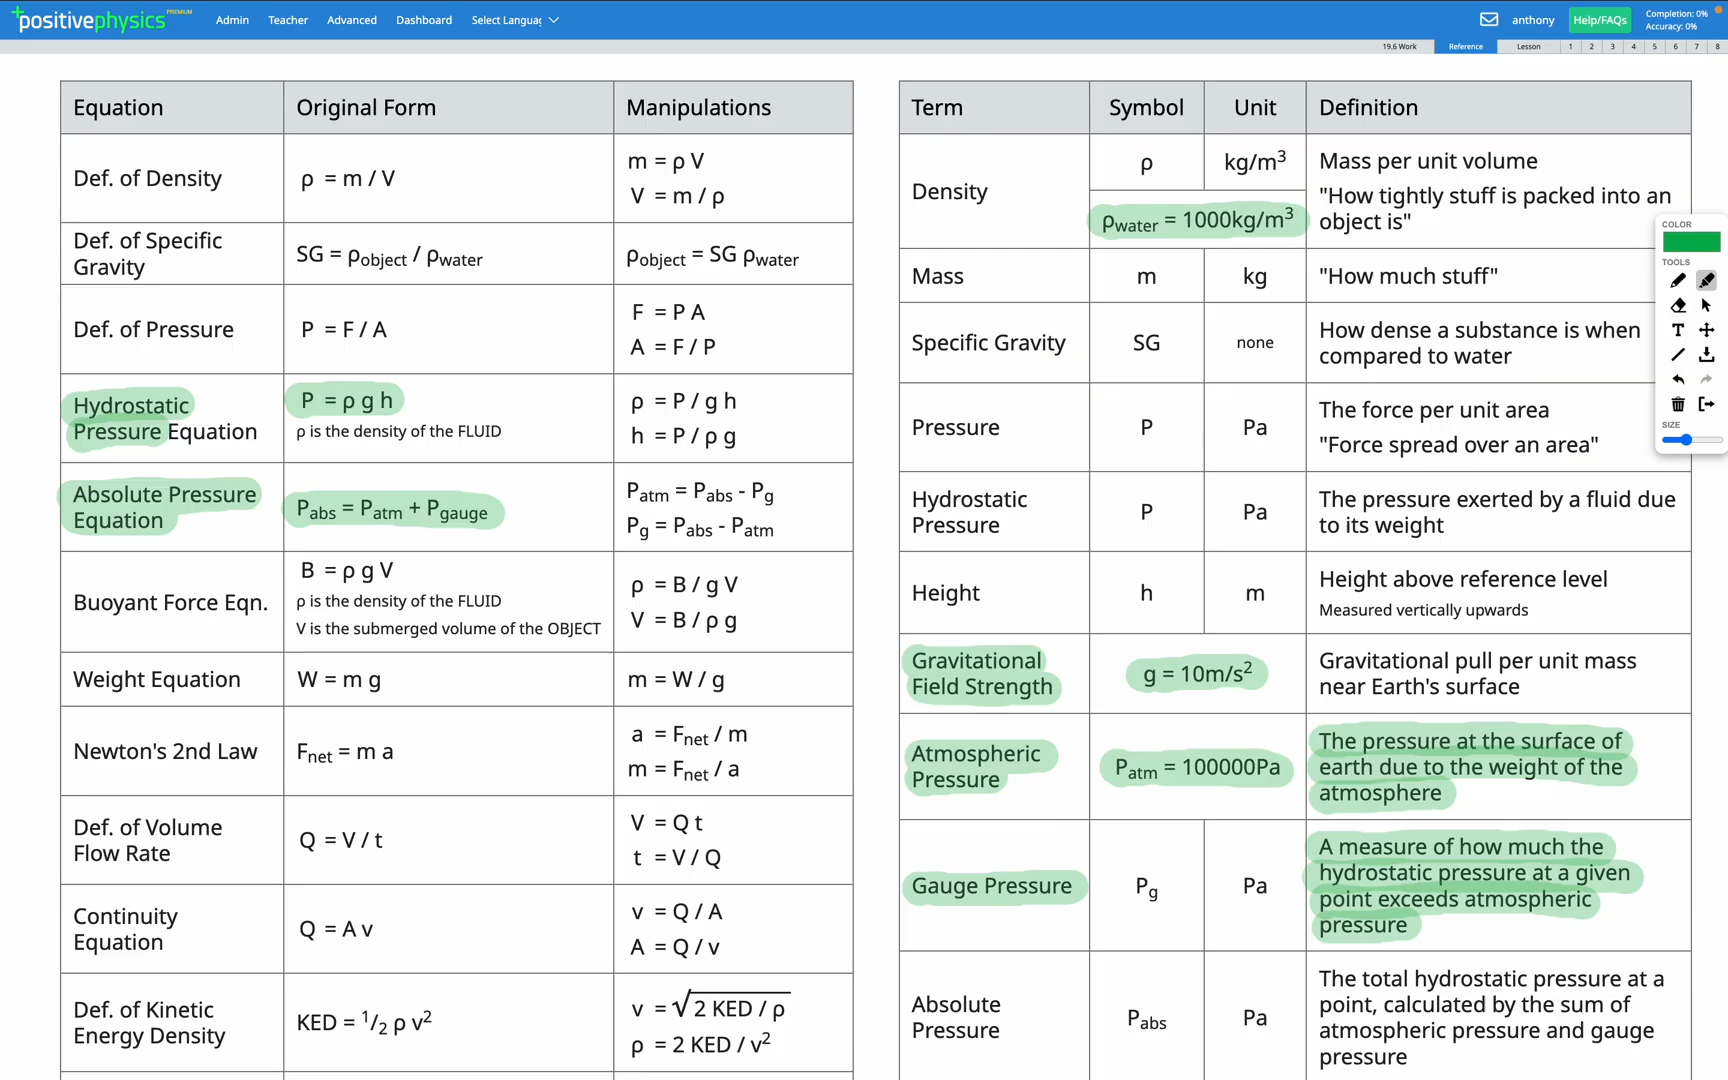 +positivephysics PREMIUM
Admin Teacher Advanced Dashboard Select Languag
anthony Help/FAQs Completion: 0%
Accuracy: 0%
19.6 Work Reference Lesson 1 2 3 4 5 6 7 8
Equation Original Form Manipulations
Def. of Density ρ = m / V m = ρ V
V = m / ρ
Def. of Specific
Gravity
SG = ρobject / ρwater ρobject = SG ρwater
Def. of Pressure P = F / A F = P A
A = F / P
Hydrostatic
Pressure Equation
P = ρ g h
ρ is the density of the FLUID
ρ = P / g h
h = P / ρ g
Absolute Pressure
Equation
Pabs = Patm + Pgauge
Patm = Pabs - Pg
Pg = Pabs - Patm
Buoyant Force Eqn.
B = ρ g V
ρ is the density of the FLUID
V is the submerged volume of the OBJECT
ρ = B / g V
V = B / ρ g
Weight Equation W = m g m = W / g
Newton's 2nd Law Fnet = m a a = Fnet / m
m = Fnet / a
Def. of Volume
Flow Rate
Q = V / t
V = Q t
t = V / Q
Continuity
Equation
Q = A v
v = Q / A
A = Q / v
Def. of Kinetic
Energy Density
KED = 1/2 ρ v²
v = √2 KED / ρ
ρ = 2 KED / v²
Term Symbol Unit Definition
Density ρ kg/m³
ρwater = 1000kg/m³
Mass per unit volume
"How tightly stuff is packed into an
object is"
Mass m kg "How much stuff"
Specific Gravity SG none How dense a substance is when
compared to water
Pressure P Pa The force per unit area
"Force spread over an area"
Hydrostatic
Pressure
P Pa
The pressure exerted by a fluid due
to its weight
Height h m Height above reference level
Measured vertically upwards
Gravitational
Field Strength
g = 10m/s²
Gravitational pull per unit mass
near Earth's surface
Atmospheric
Pressure
Patm = 100000Pa
The pressure at the surface of
earth due to the weight of the
atmosphere
Gauge Pressure Pg Pa
A measure of how much the
hydrostatic pressure at a given
point exceeds atmospheric
pressure
Absolute
Pressure
Pabs Pa
The total hydrostatic pressure at a
point, calculated by the sum of
atmospheric pressure and gauge
pressure
COLOR
TOOLS
T
SIZE